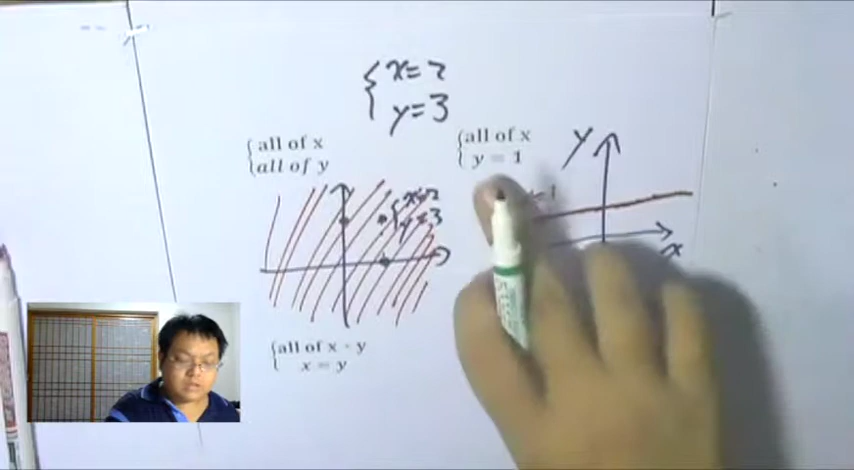 {x=2
y=3
{all of x
all of y
{all of x
y = 1
y
{x=2
y=3
x
{all of x · y
x = y